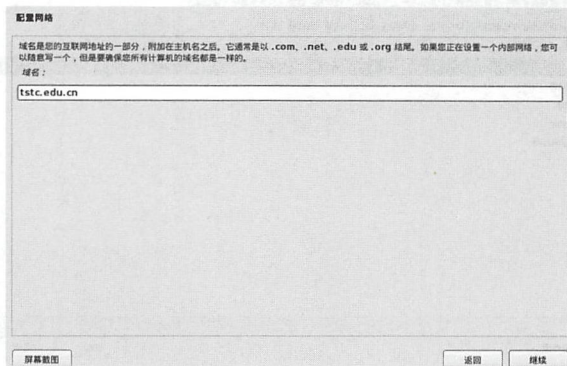 配置网络
域名是您的互联网地址的一部分，附加在主机名之后。它通常是以 .com、.net、.edu 或 .org 结尾。如果您正在设置一个内部网络，您可
以随意写一个，但是要确保您所有计算机的域名都是一样的。
域名：
tstc.edu.cn
屏幕截图
返回
继续